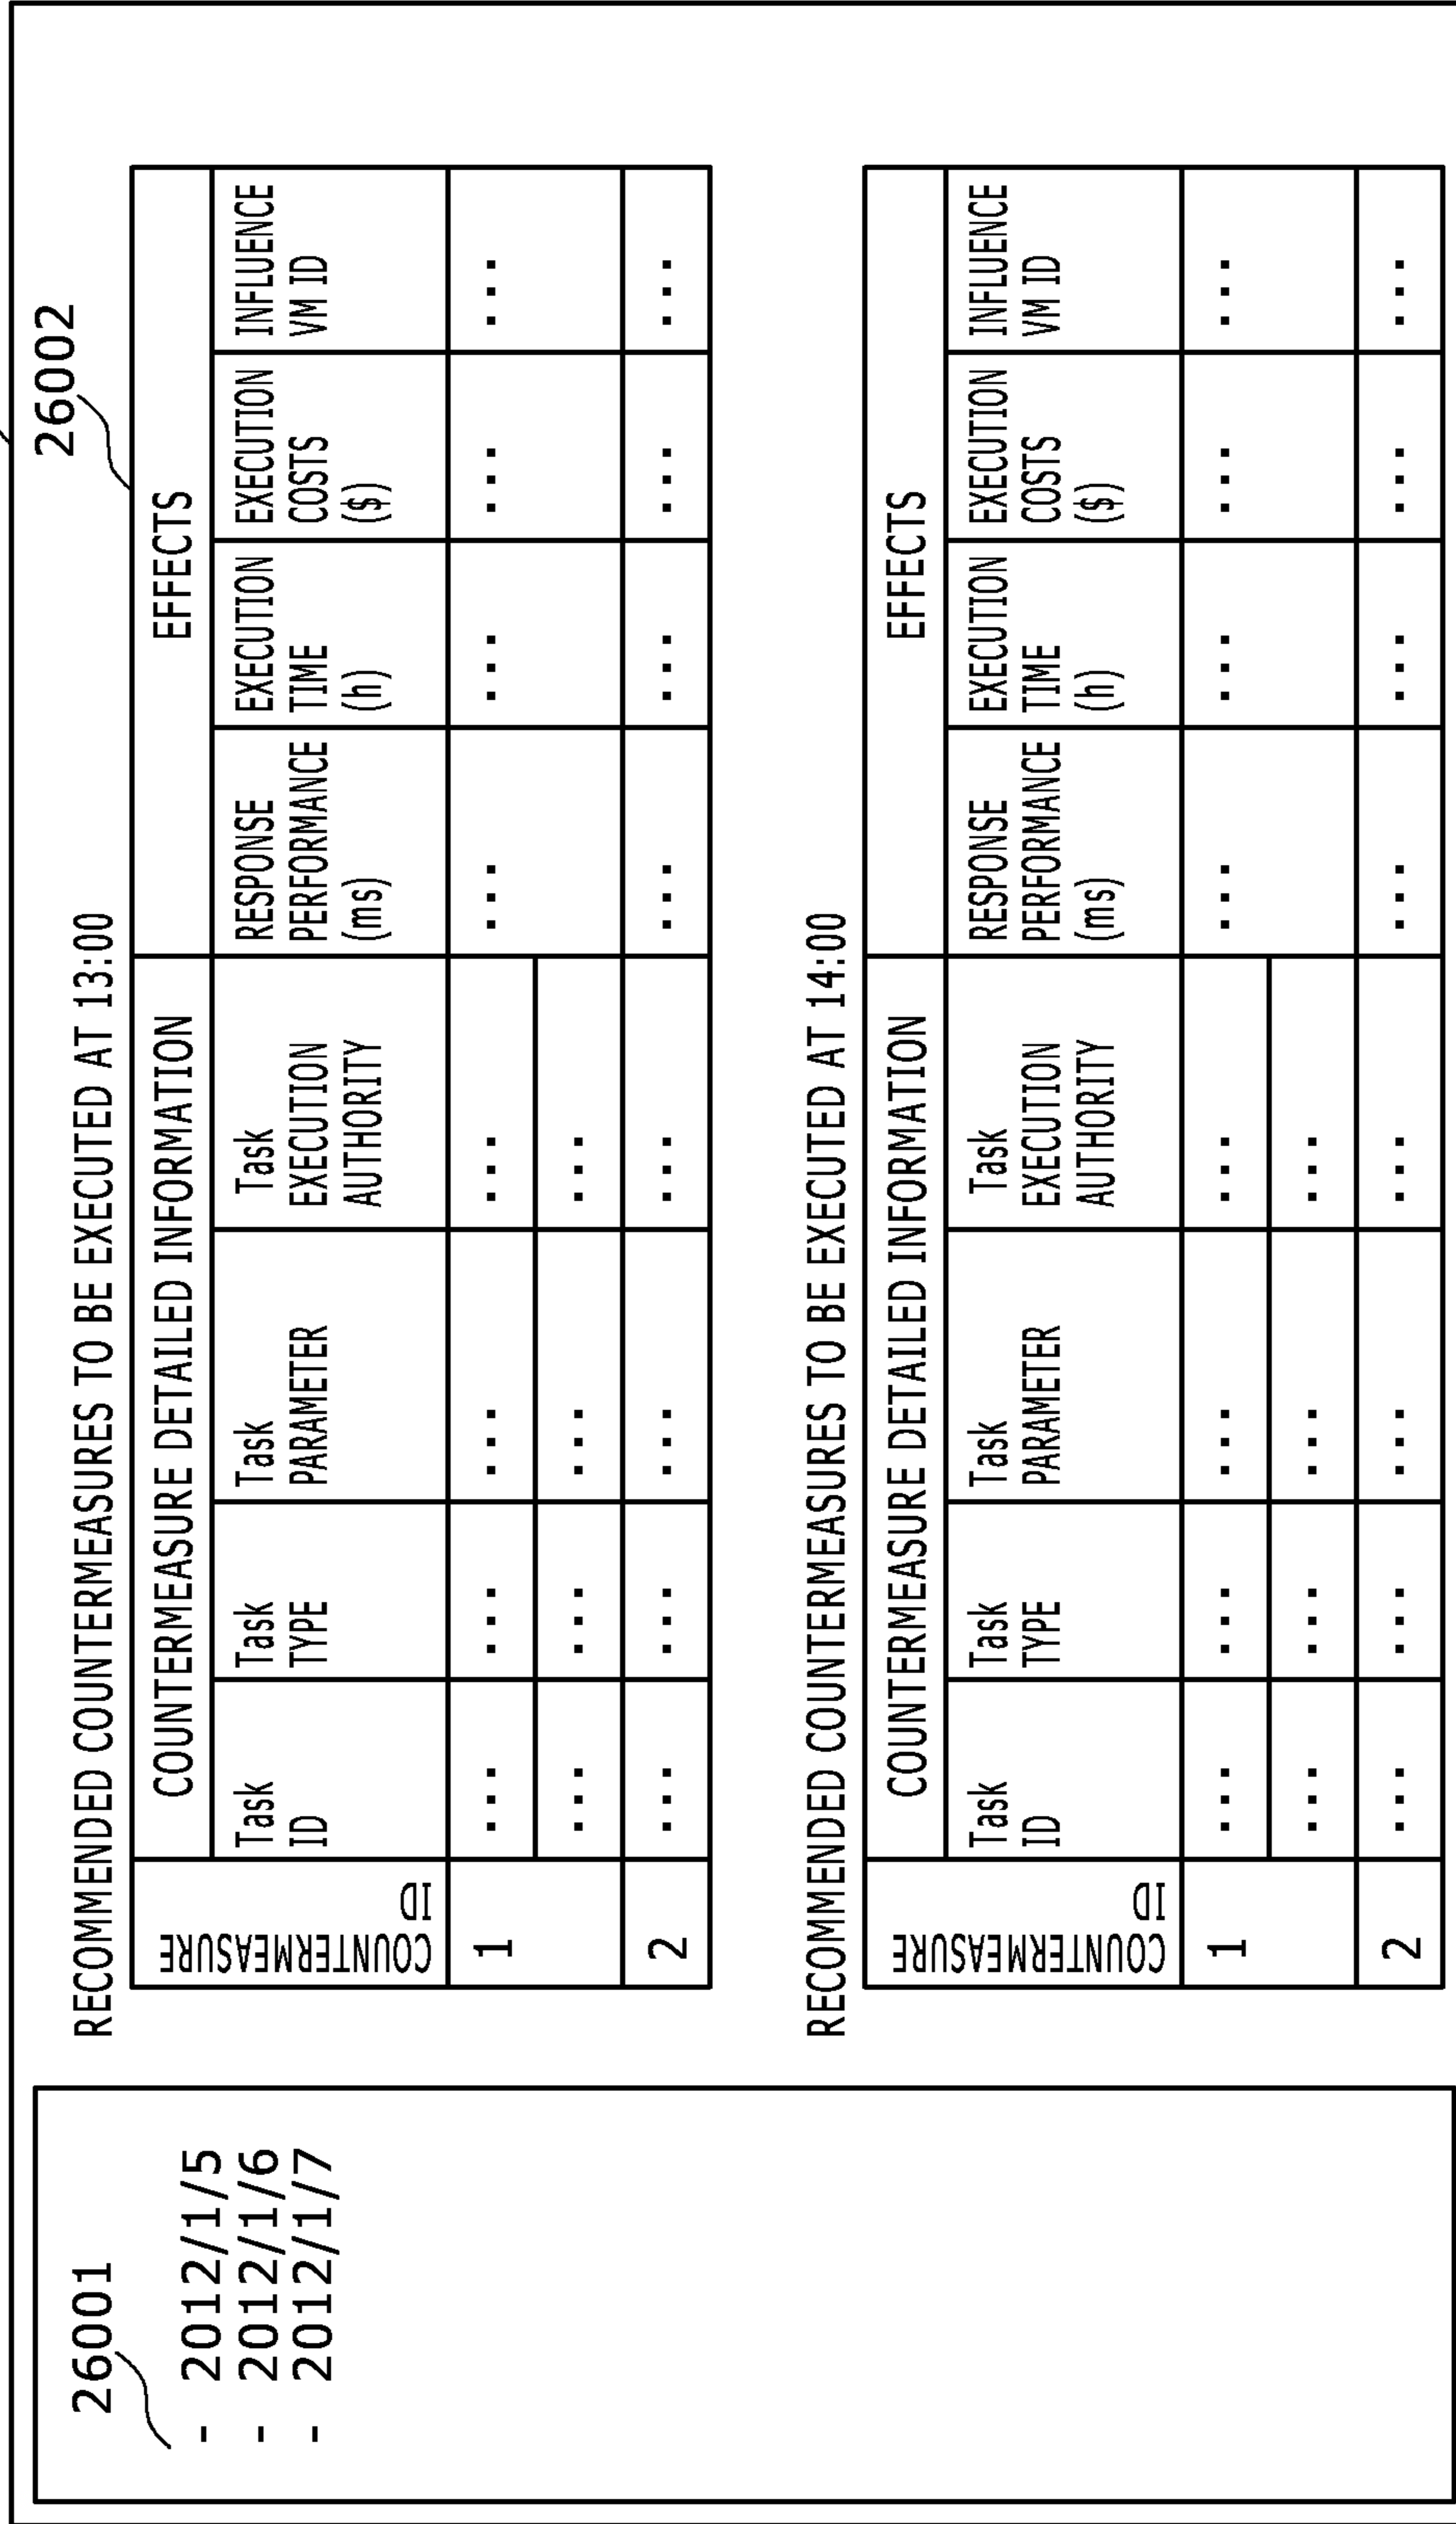 26001
- 2012/1/5
- 2012/1/6
- 2012/1/7
26002
RECOMMENDED COUNTERMEASURES TO BE EXECUTED AT 13:00
COUNTERMEASURE ID
COUNTERMEASURE DETAILED INFORMATION
EFFECTS
Task ID
Task TYPE
Task PARAMETER
Task EXECUTION AUTHORITY
RESPONSE PERFORMANCE (ms)
EXECUTION TIME (h)
EXECUTION COSTS ($)
INFLUENCE VM ID
1 ... ... ... ... ... ... ... ...
... ... ... ...
2 ... ... ... ... ... ... ... ...
RECOMMENDED COUNTERMEASURES TO BE EXECUTED AT 14:00
COUNTERMEASURE ID
COUNTERMEASURE DETAILED INFORMATION
EFFECTS
Task ID
Task TYPE
Task PARAMETER
Task EXECUTION AUTHORITY
RESPONSE PERFORMANCE (ms)
EXECUTION TIME (h)
EXECUTION COSTS ($)
INFLUENCE VM ID
1 ... ... ... ... ... ... ... ...
... ... ... ...
2 ... ... ... ... ... ... ... ...